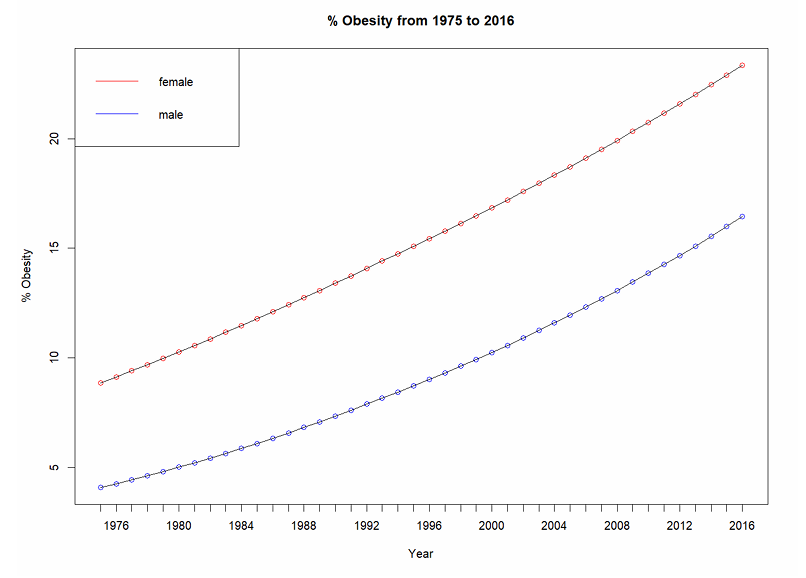 % Obesity from 1975 to 2016
female
male
% Obesity
20
15
10
5
1976 1980 1984 1988 1992 1996 2000 2004 2008 2012 2016
Year